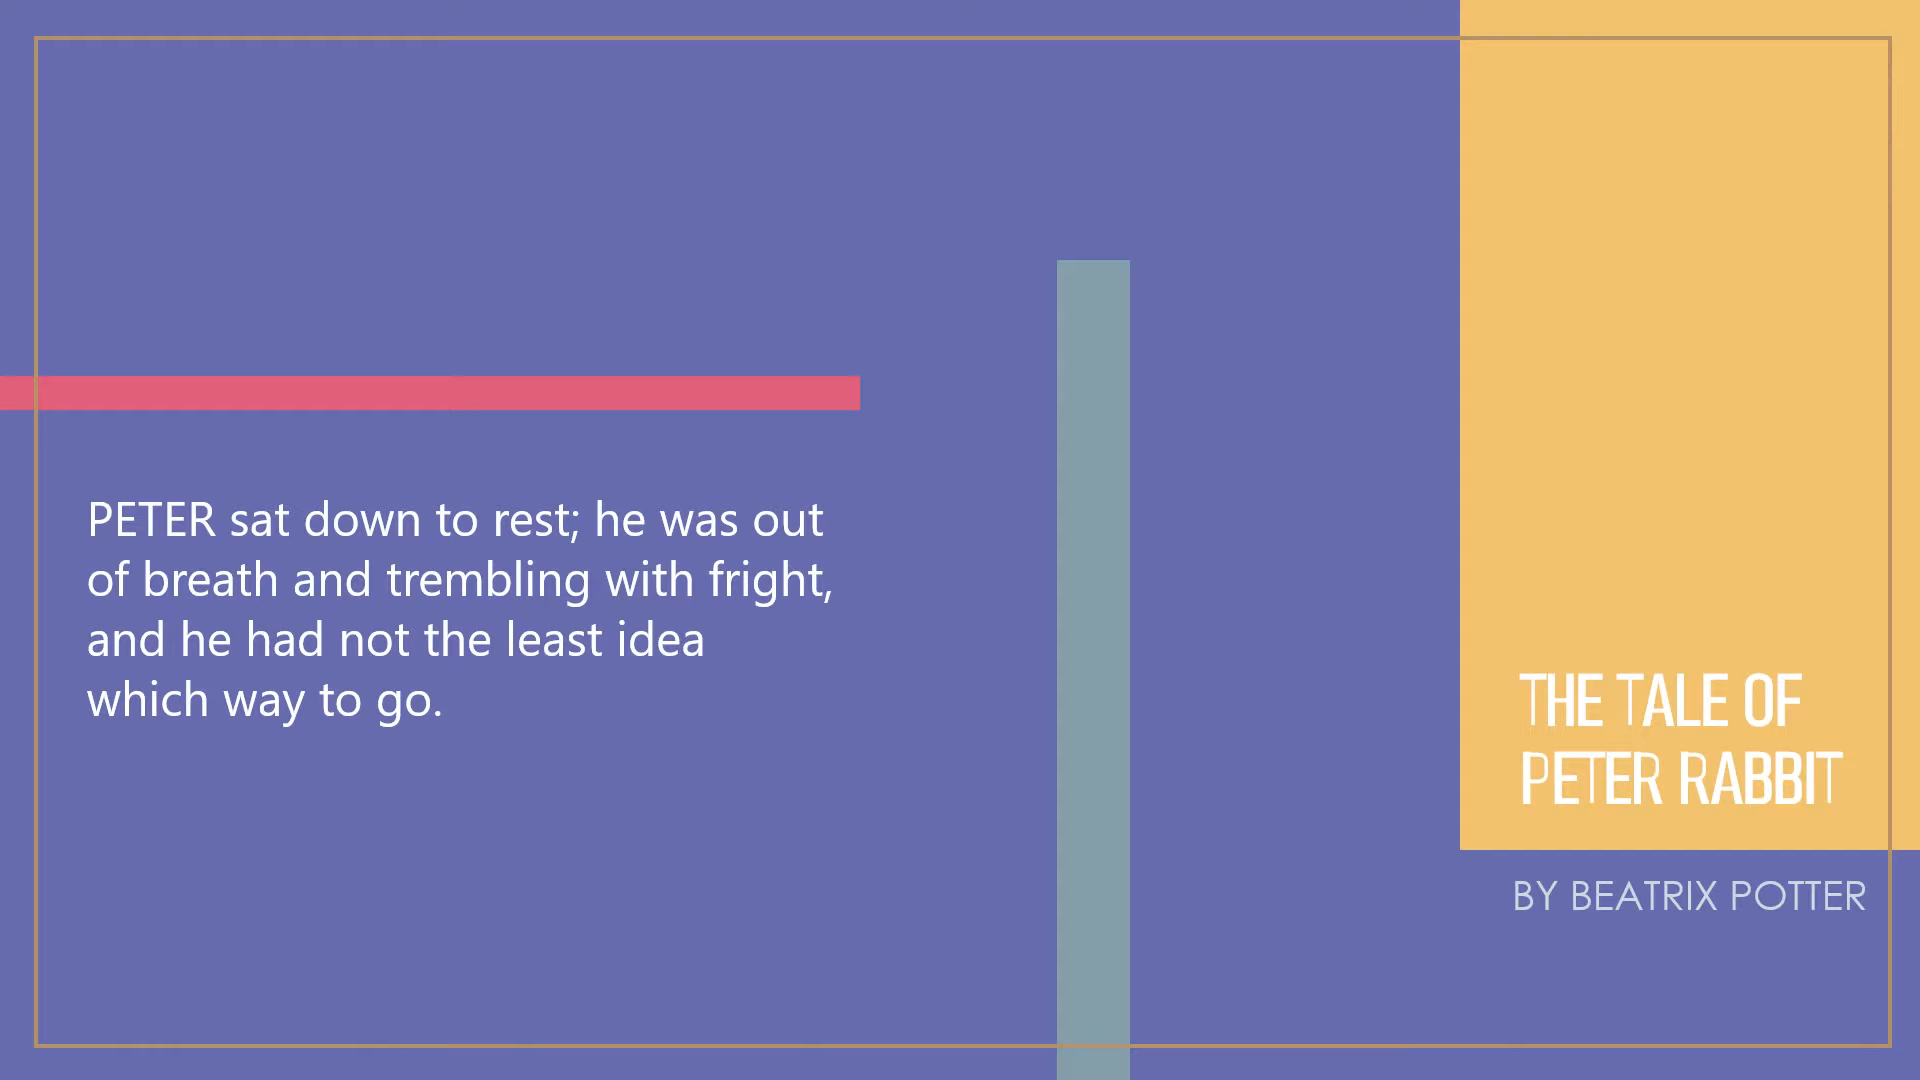 PETER sat down to rest; he was out
of breath and trembling with fright,
and he had not the least idea
which way to go.
THE TALE OF
PETER RABBIT
BY BEATRIX POTTER